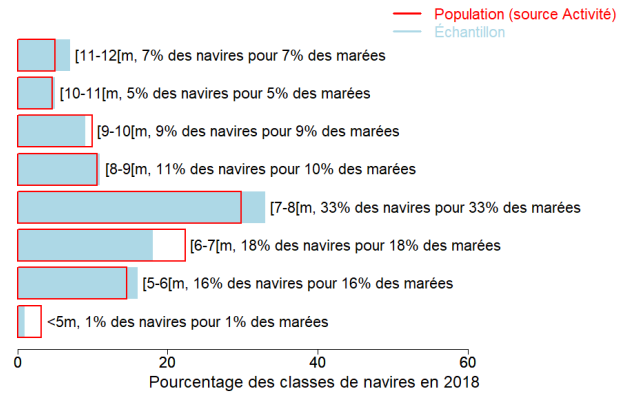 Population (source Activité)
Échantillon
[11-12[m, 7% des navires pour 7% des marées
[10-11[m, 5% des navires pour 5% des marées
[9-10[m, 9% des navires pour 9% des marées
[8-9[m, 11% des navires pour 10% des marées
[7-8[m, 33% des navires pour 33% des marées
[6-7[m, 18% des navires pour 18% des marées
[5-6[m, 16% des navires pour 16% des marées
<5m, 1% des navires pour 1% des marées
0 20 40 60
Pourcentage des classes de navires en 2018